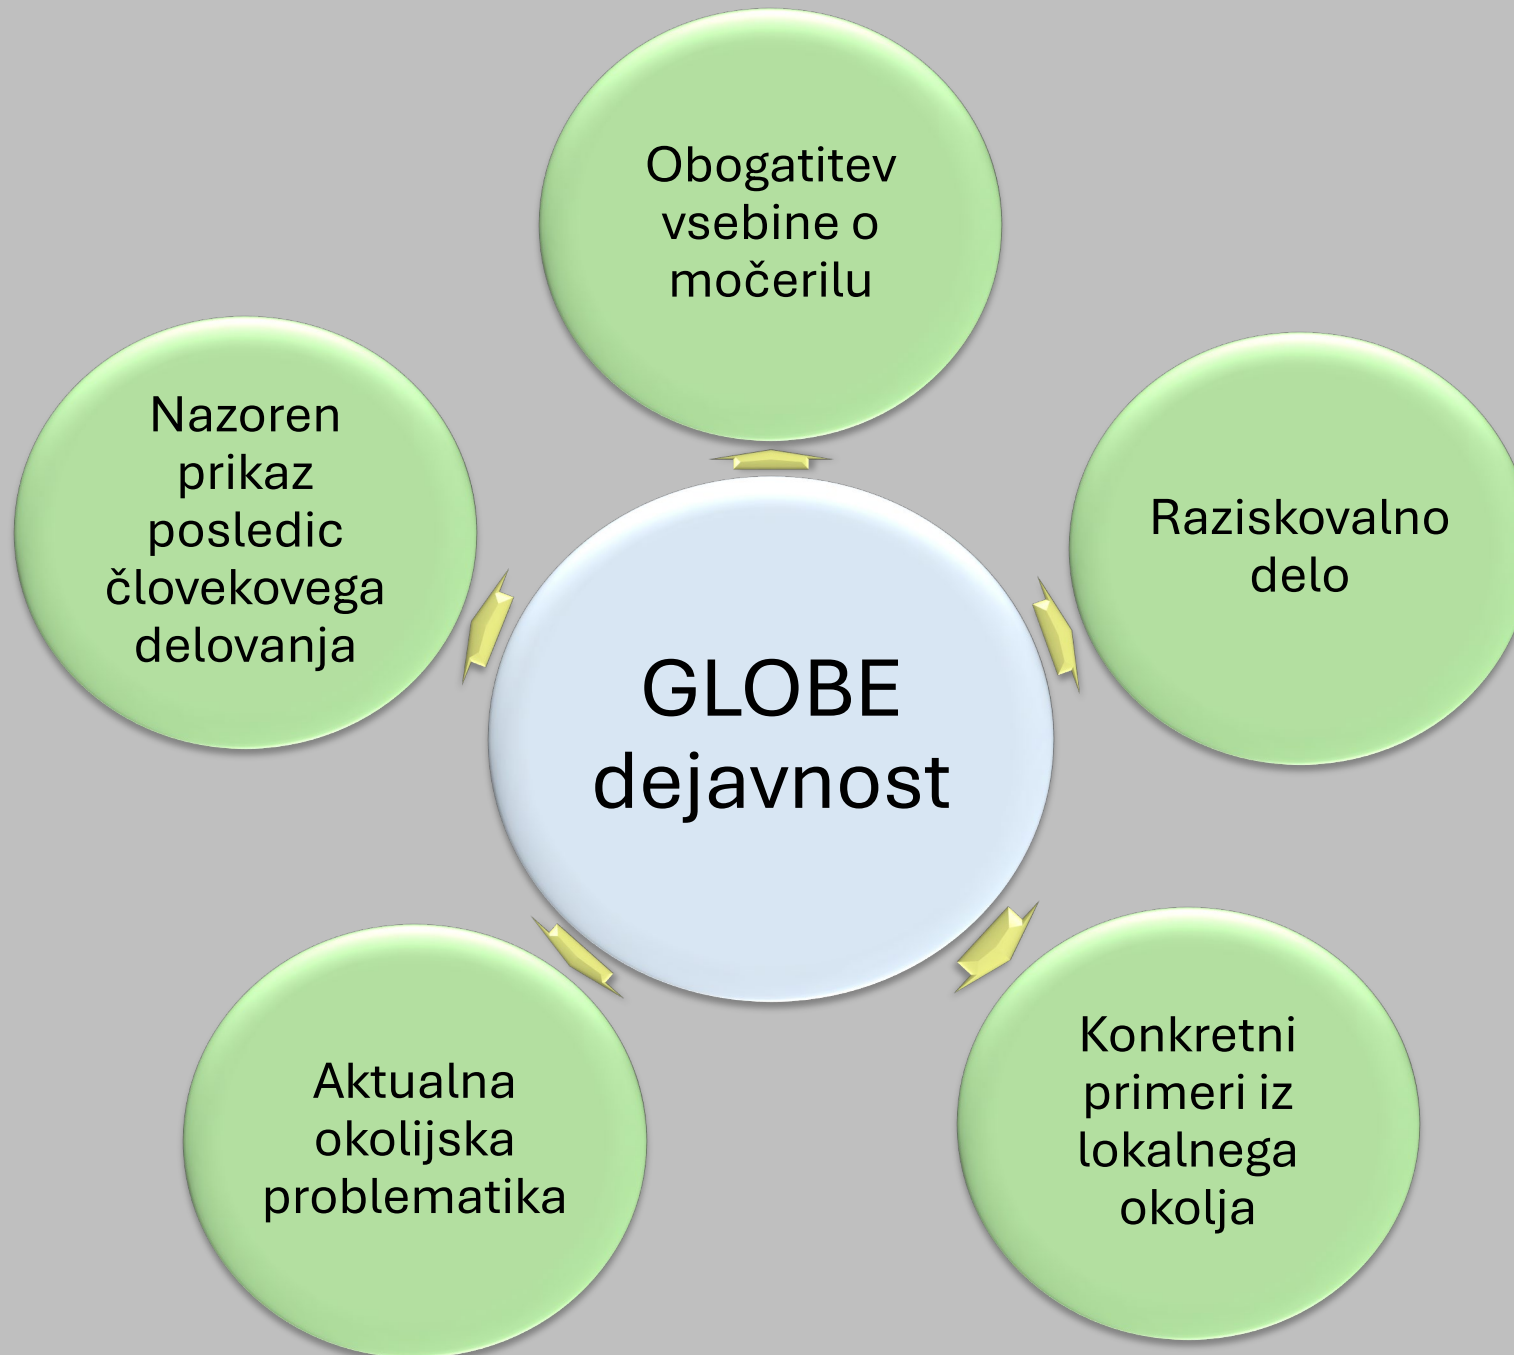 Obogatitev
vsebine o
močerilu
Nazoren
prikaz
posledic
človekovega
delovanja
Raziskovalno
delo
GLOBE
dejavnost
Aktualna
okolijska
problematika
Konkretni
primeri iz
lokalnega
okolja